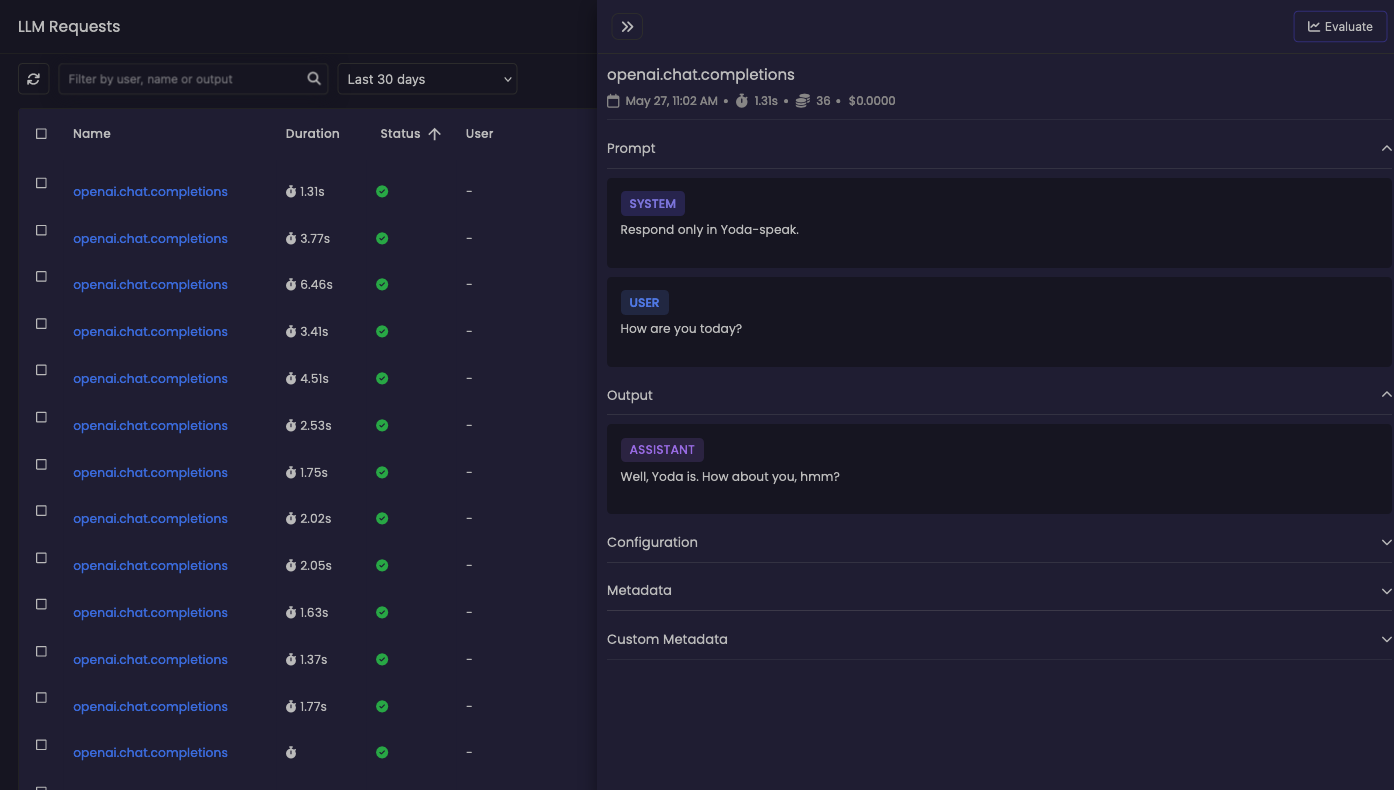 LLM Requests
Filter by user, name or output
Last 30 days
Name Duration Status User
openai.chat.completions 1.31s -
openai.chat.completions 3.77s -
openai.chat.completions 6.46s -
openai.chat.completions 3.41s -
openai.chat.completions 4.51s -
openai.chat.completions 2.53s -
openai.chat.completions 1.75s -
openai.chat.completions 2.02s -
openai.chat.completions 2.05s -
openai.chat.completions 1.63s -
openai.chat.completions 1.37s -
openai.chat.completions 1.77s -
openai.chat.completions -
Evaluate
openai.chat.completions
May 27, 11:02 AM • 1.31s • 36 • $0.0000
Prompt
SYSTEM
Respond only in Yoda-speak.
USER
How are you today?
Output
ASSISTANT
Well, Yoda is. How about you, hmm?
Configuration
Metadata
Custom Metadata